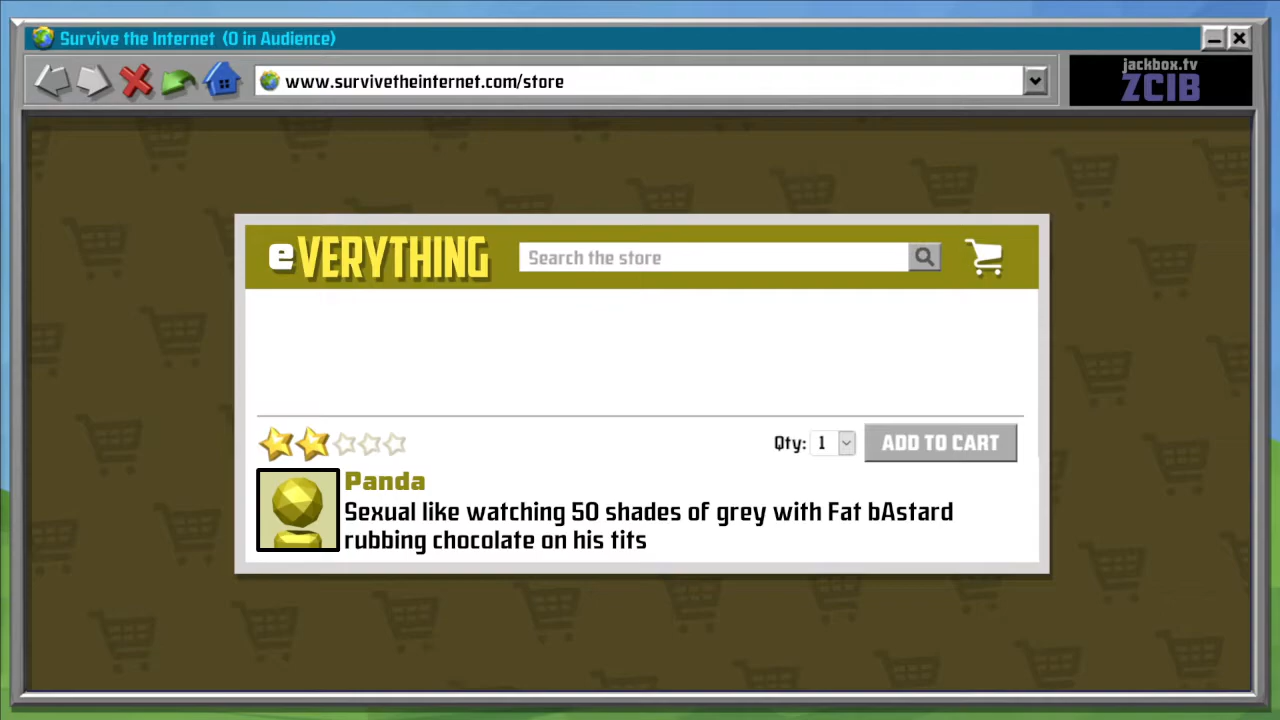 Survive the Internet (0 in Audience)
www.survivetheinternet.com/store
jackbox.tv
ZCIB
eVERYTHING
Search the store
Qty: 1
ADD TO CART
Panda
Sexual like watching 50 shades of grey with Fat bAstard
rubbing chocolate on his tits